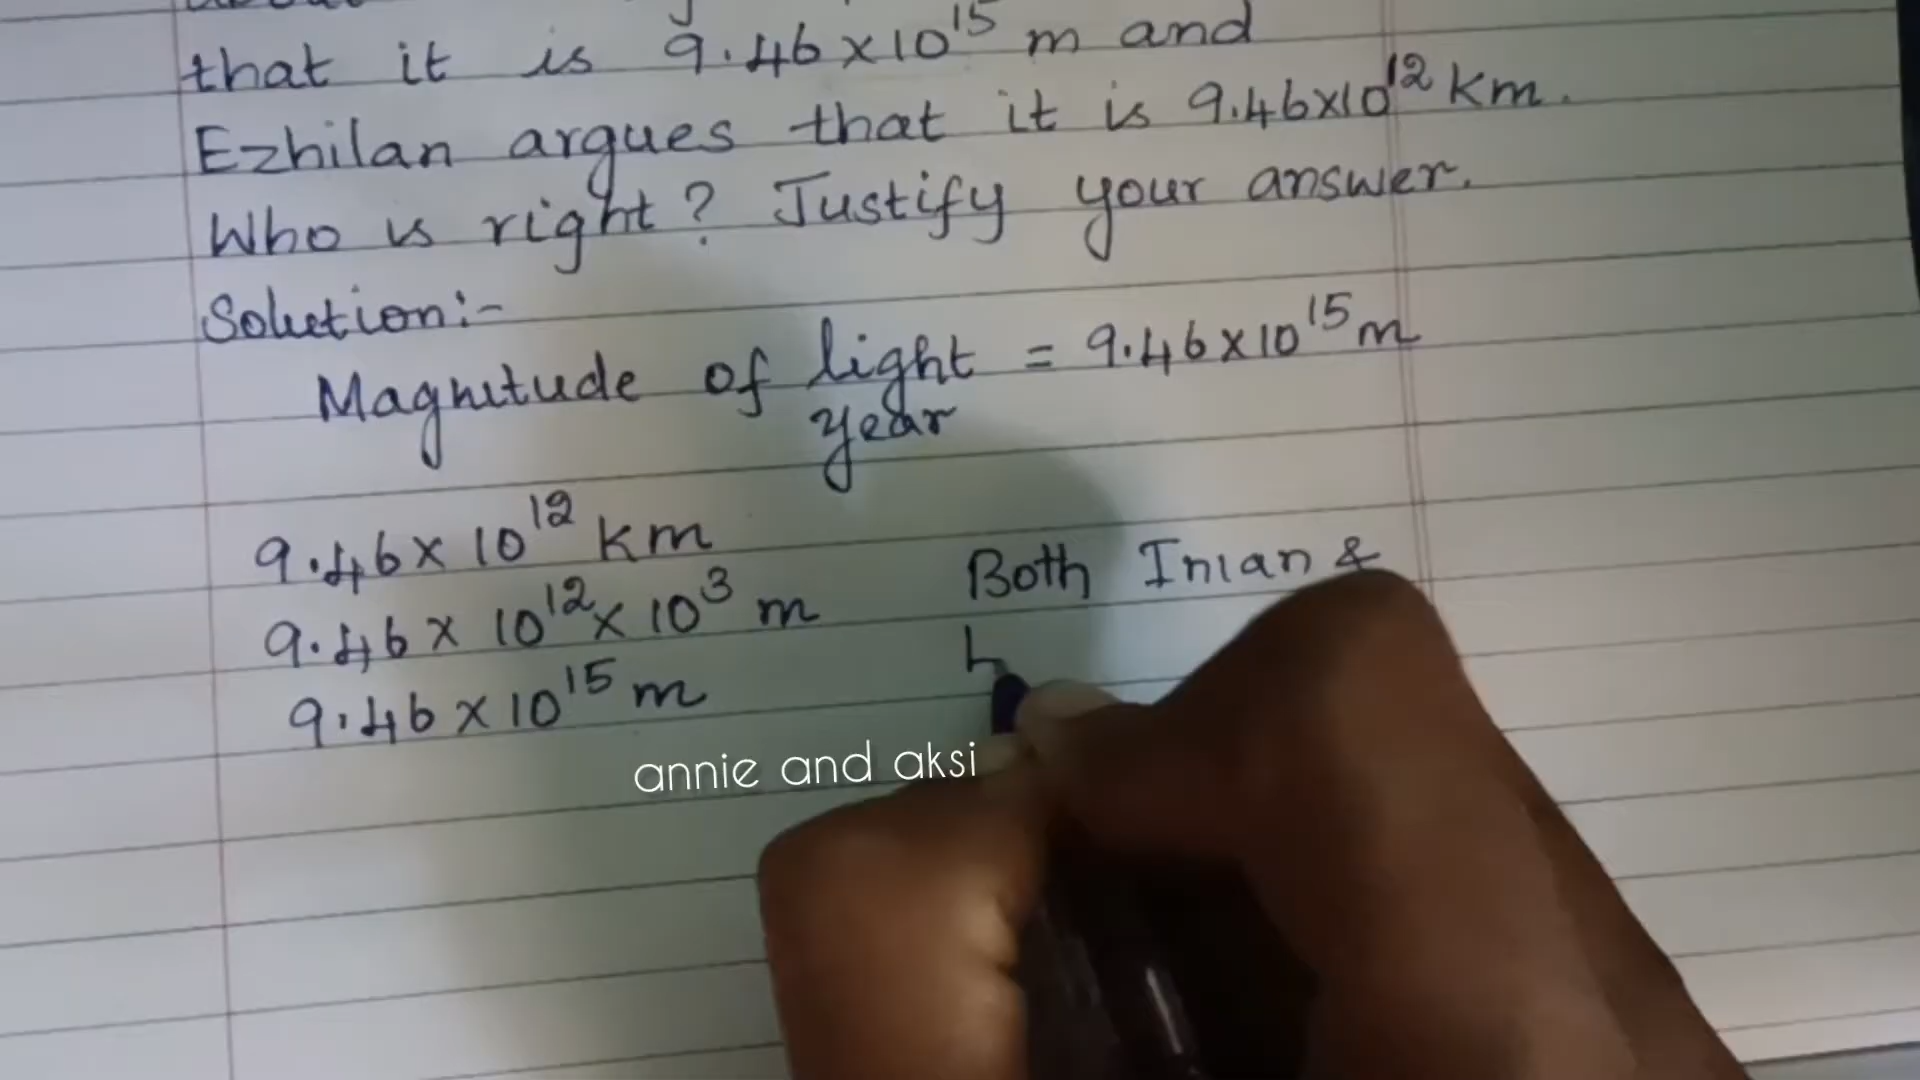 that it is 9.46×10¹⁵ m and
Ezhilan argues that it is 9.46×10¹² km.
Who is right? Justify your answer.
Solution:-
Magnitude of light = 9.46×10¹⁵ m
year
9.46× 10¹² km
9.46 × 10¹²× 10³ m
9.46 × 10¹⁵ m
Both Inian &
annie and aksi